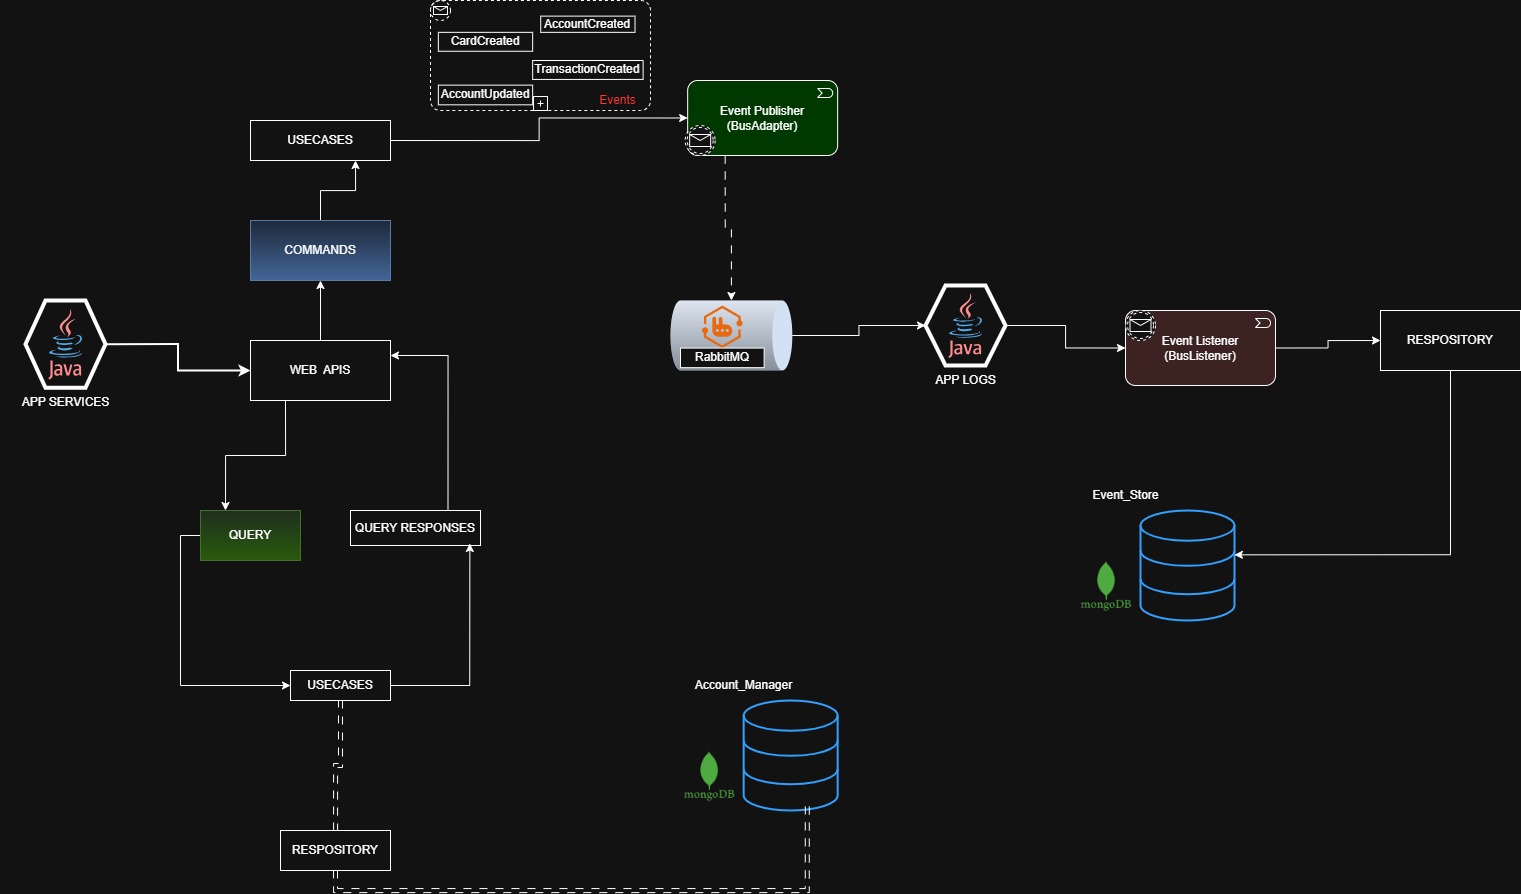 AccountCreated
CardCreated
TransactionCreated
AccountUpdated
Events
Event Publisher
(BusAdapter)
USECASES
COMMANDS
Java
APP SERVICES
WEB APIS
RabbitMQ
Java
APP LOGS
Event Listener
(BusListener)
RESPOSITORY
QUERY
QUERY RESPONSES
Event_Store
mongoDB
USECASES
Account_Manager
mongoDB
RESPOSITORY